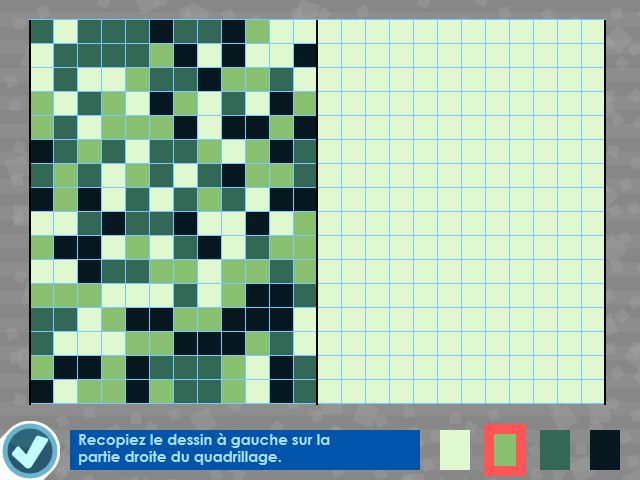 Recopiez le dessin à gauche sur la
partie droite du quadrillage.